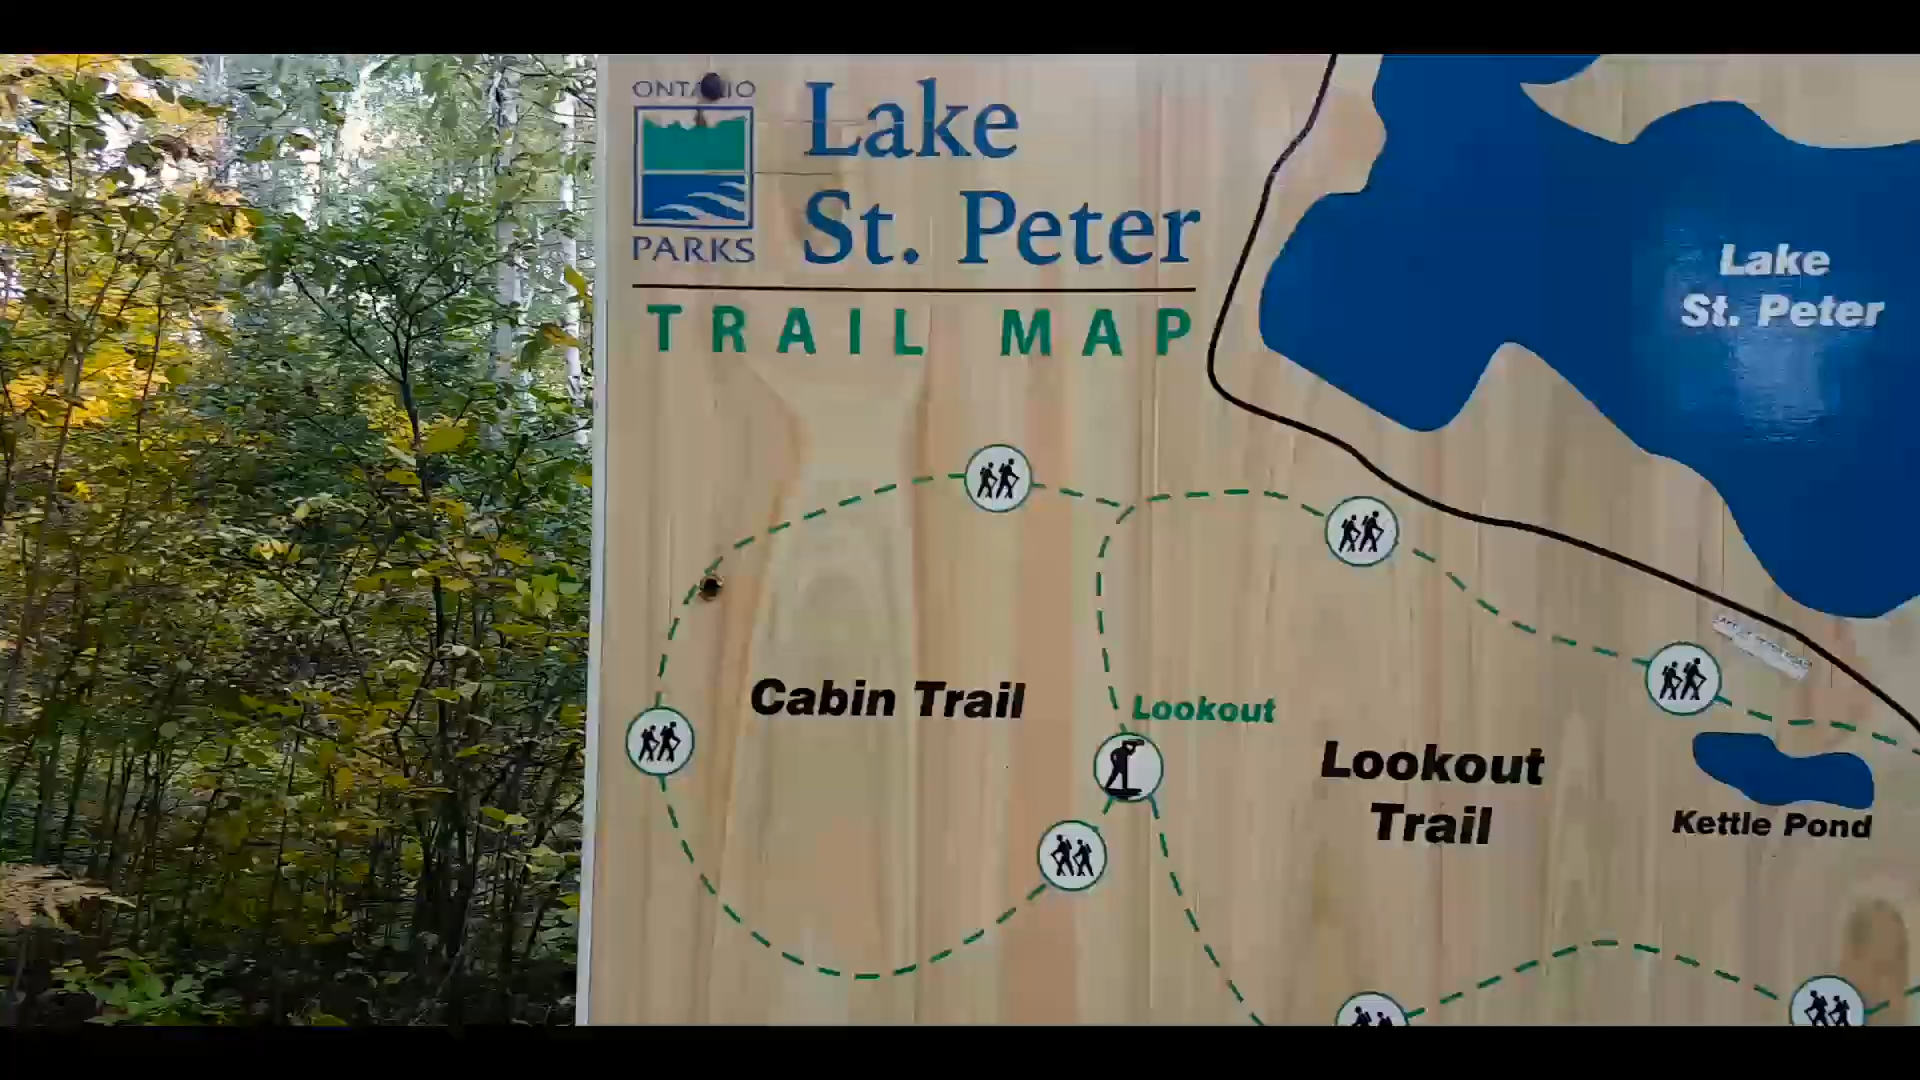 ONTARIO
PARKS
Lake
St. Peter
TRAIL MAP
Lake
St. Peter
Cabin Trail
Lookout
Lookout
Trail
Kettle Pond